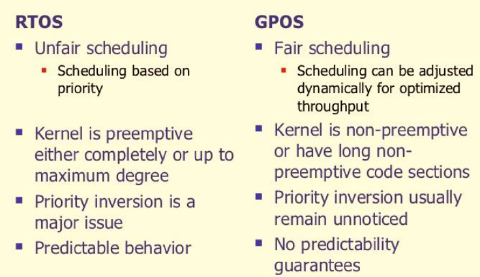 RTOS
Unfair scheduling
Scheduling based on
priority
Kernel is preemptive
either completely or up to
maximum degree
Priority inversion is a
major issue
Predictable behavior
GPOS
Fair scheduling
Scheduling can be adjusted
dynamically for optimized
throughput
Kernel is non-preemptive
or have long non-
preemptive code sections
Priority inversion usually
remain unnoticed
No predictability
guarantees